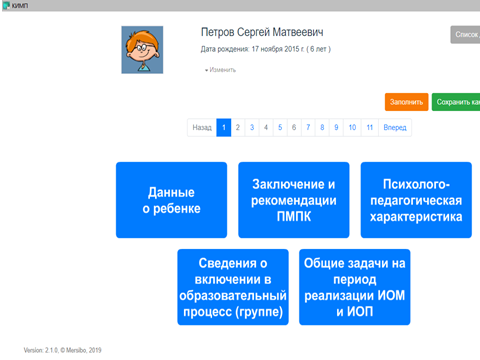 КИМП
Петров Сергей Матвеевич
Список
Дата рождения: 17 ноября 2015 г. ( 6 лет )
Изменить
Заполнить
Сохранить как
Назад 1 2 3 4 5 6 7 8 9 10 11 Вперед
Данные
о ребенке
Заключение и
рекомендации
ПМПК
Психолого-
педагогическая
характеристика
Сведения о
включении в
образовательный
процесс (группе)
Общие задачи на
период
реализации ИОМ
и ИОП
Version: 2.1.0, © Mersibo, 2019